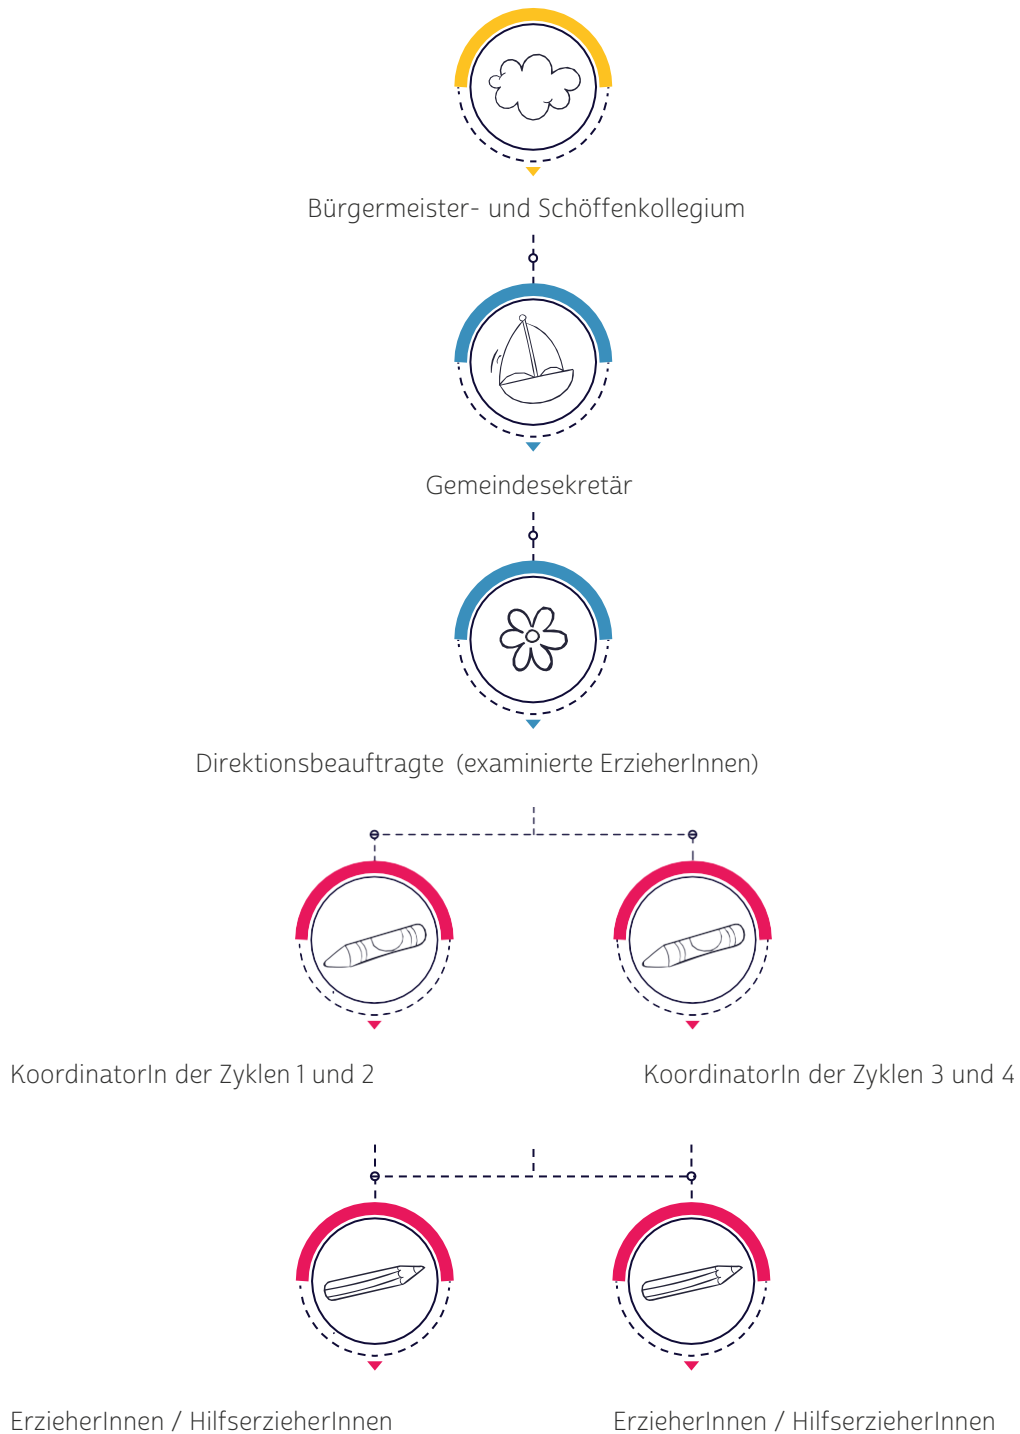 Bürgermeister- und Schöffenkollegium
Gemeindesekretär
Direktionsbeauftragte (examinierte ErzieherInnen)
KoordinatorIn der Zyklen 1 und 2
KoordinatorIn der Zyklen 3 und 4
ErzieherInnen / HilfserzieherInnen
ErzieherInnen / HilfserzieherInnen